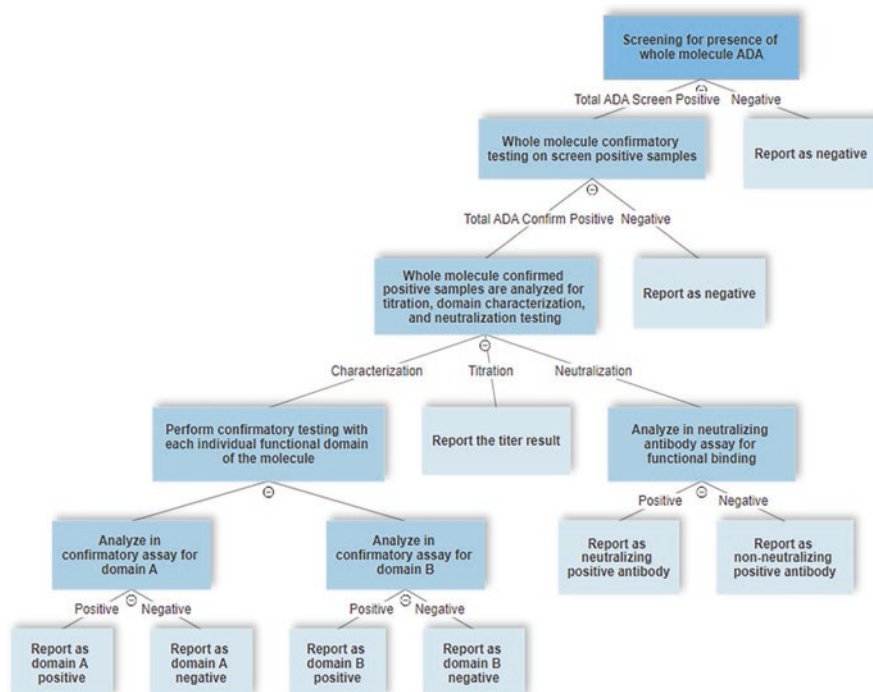 Screening for presence of
whole molecule ADA
Total ADA Screen Positive
Negative
Whole molecule confirmatory
testing on screen positive samples
Report as negative
Total ADA Confirm Positive
Negative
Whole molecule confirmed
positive samples are analyzed for
titration, domain characterization,
and neutralization testing
Report as negative
Characterization
Titration
Neutralization
Perform confirmatory testing with
each individual functional domain
of the molecule
Report the titer result
Analyze in neutralizing
antibody assay for
functional binding
Positive
Negative
Analyze in
confirmatory assay for
domain A
Analyze in
confirmatory assay for
domain B
Report as
neutralizing
positive antibody
Report as
non-neutralizing
positive antibody
Positive
Negative
Positive
Negative
Report as
domain A
positive
Report as
domain A
negative
Report as
domain B
positive
Report as
domain B
negative